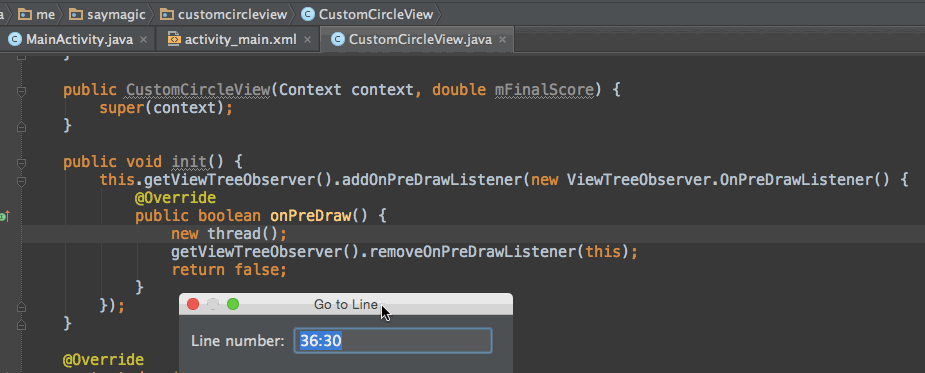 me saymagic customcircleview CustomCircleView
MainActivity.java activity_main.xml CustomCircleView.java
public CustomCircleView(Context context, double mFinalScore) {
super(context);
}
public void init() {
this.getViewTreeObserver().addOnPreDrawListener(new ViewTreeObserver.OnPreDrawListener() {
@Override
public boolean onPreDraw() {
new thread();
getViewTreeObserver().removeOnPreDrawListener(this);
return false;
}
});
}
Go to Line
Line number: 36:30
@Override